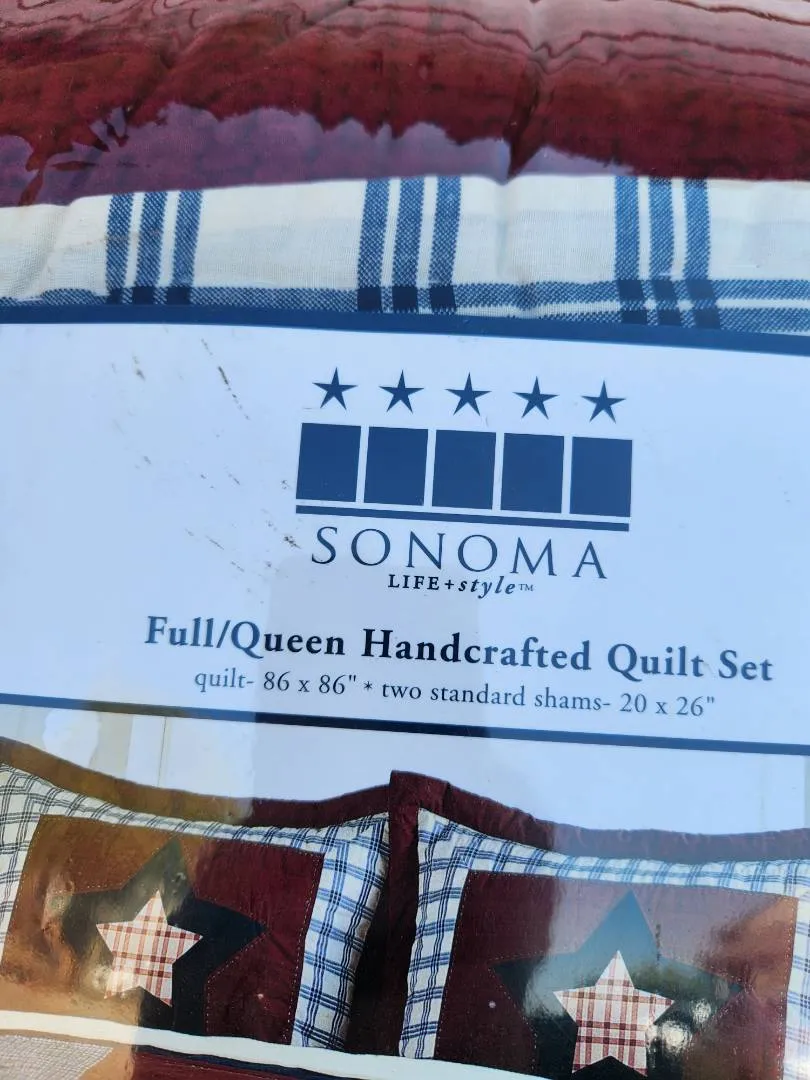 SONOMA
LIFE+style™
Full/Queen Handcrafted Quilt Set
quilt- 86 x 86" * two standard shams- 20 x 26"